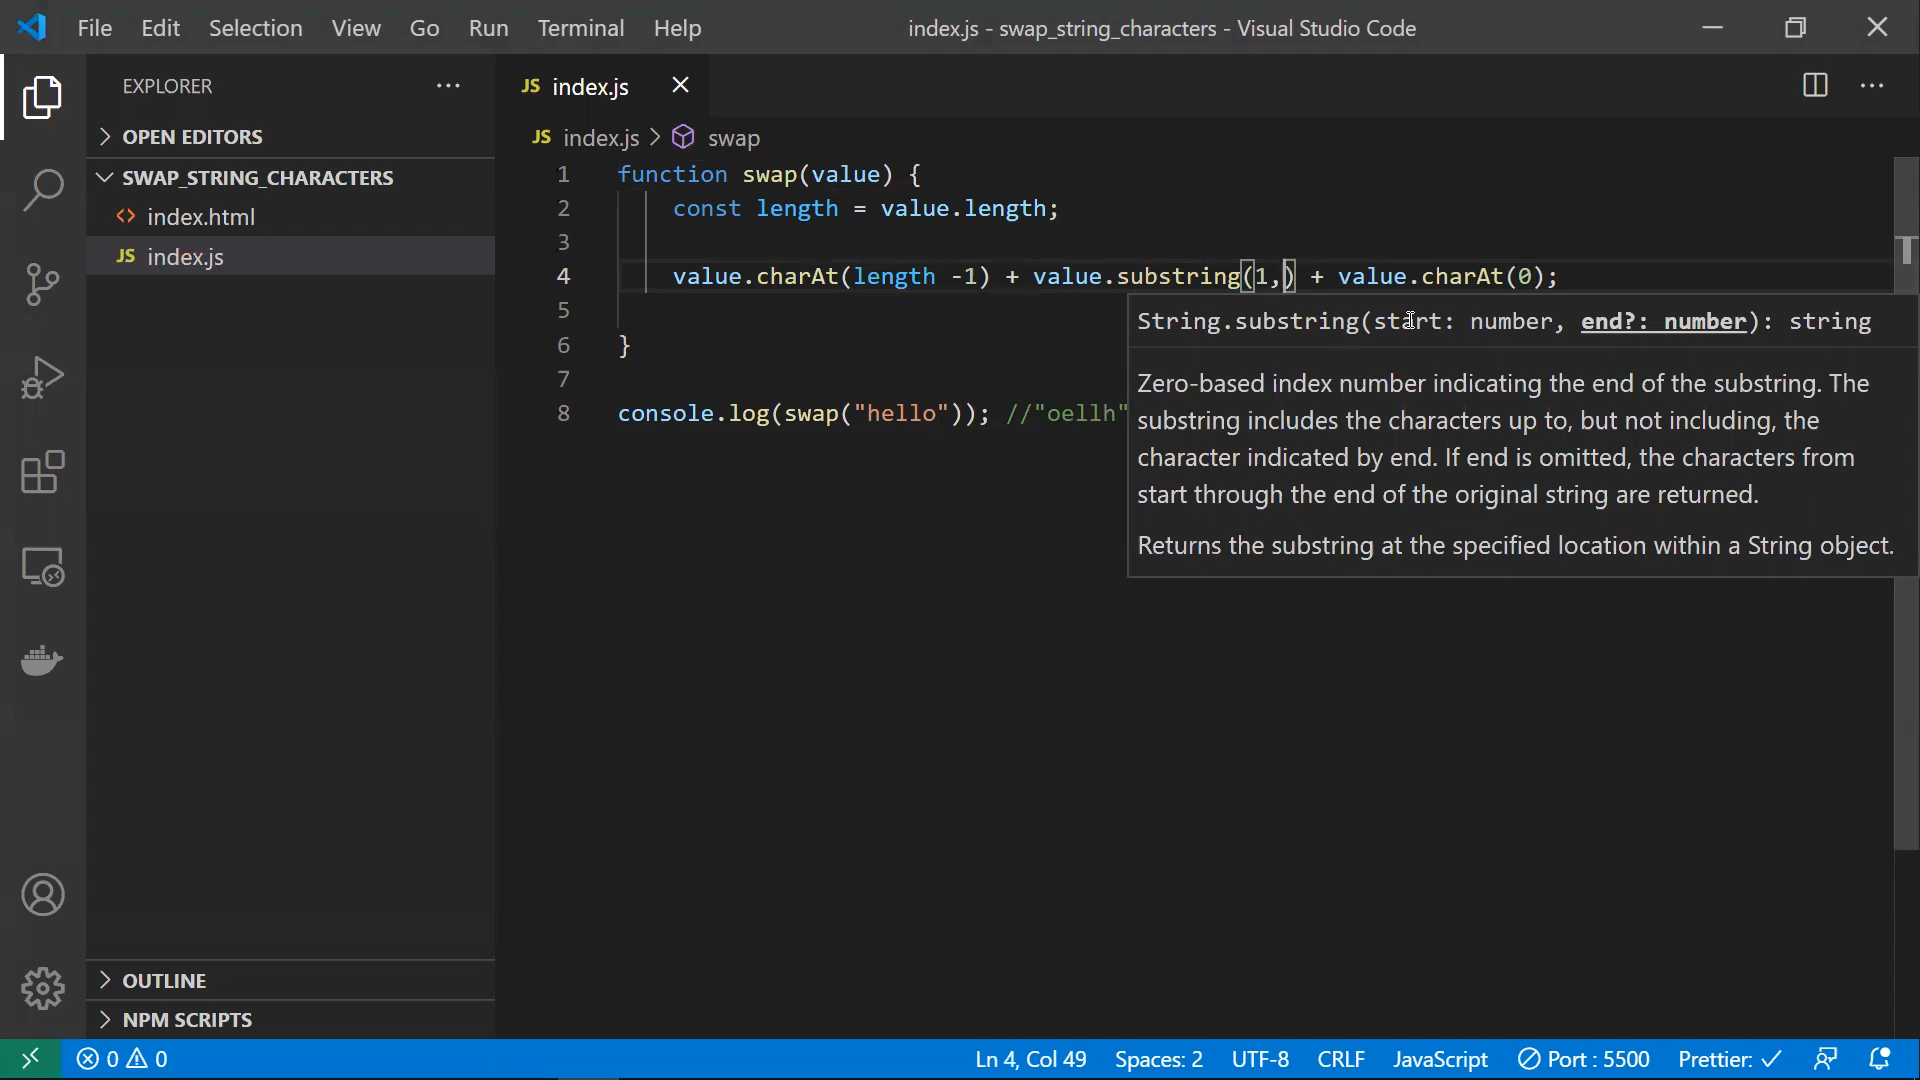 File Edit Selection View Go Run Terminal Help index.js - swap_string_characters - Visual Studio Code
EXPLORER ···
JS index.js
OPEN EDITORS
JS index.js > swap
SWAP_STRING_CHARACTERS
index.html
JS index.js
1 function swap(value) {
2 const length = value.length;
3
4 value.charAt(length -1) + value.substring(1,) + value.charAt(0);
5
6 }
7
8 console.log(swap("hello")); //"oellh"
String.substring(start: number, end?: number): string
Zero-based index number indicating the end of the substring. The
substring includes the characters up to, but not including, the
character indicated by end. If end is omitted, the characters from
start through the end of the original string are returned.
Returns the substring at the specified location within a String object.
OUTLINE
NPM SCRIPTS
0 0 Ln 4, Col 49 Spaces: 2 UTF-8 CRLF JavaScript Port : 5500 Prettier: ✓